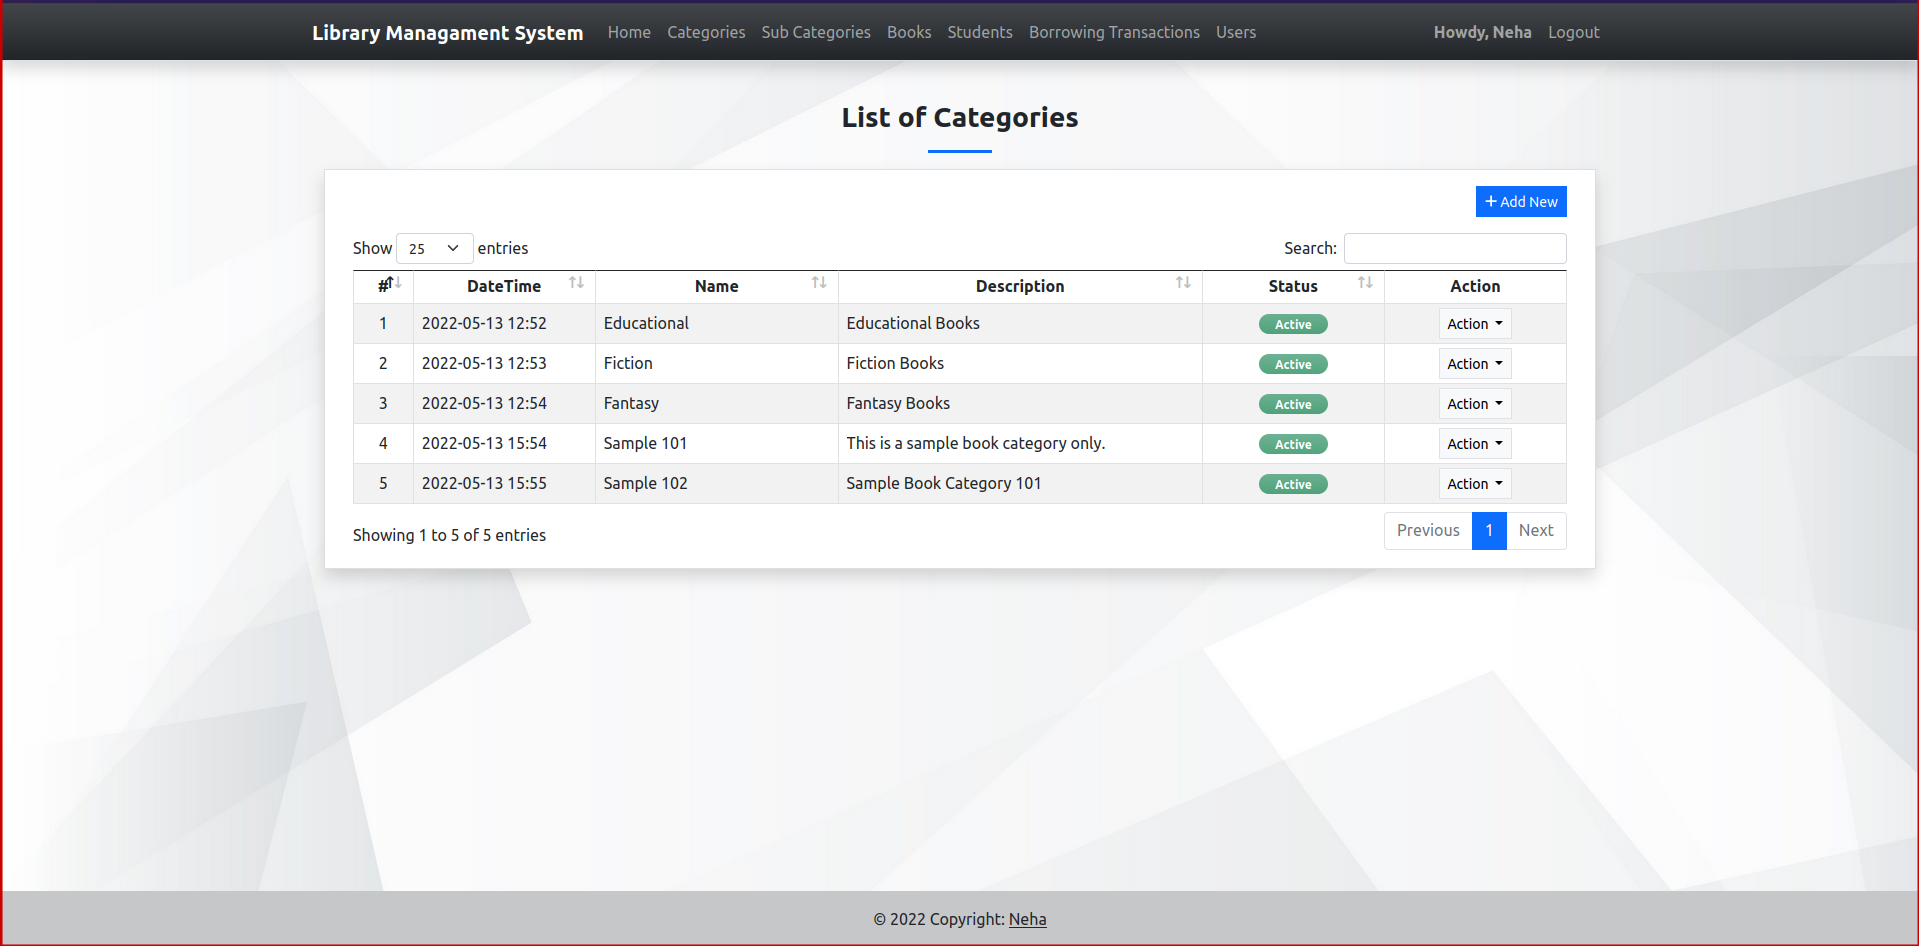 Library Managament System Home Categories Sub Categories Books Students Borrowing Transactions Users Howdy, Neha Logout
List of Categories
+ Add New
Show 25 entries Search:
# DateTime Name Description Status Action
1 2022-05-13 12:52 Educational Educational Books Active Action
2 2022-05-13 12:53 Fiction Fiction Books Active Action
3 2022-05-13 12:54 Fantasy Fantasy Books Active Action
4 2022-05-13 15:54 Sample 101 This is a sample book category only. Active Action
5 2022-05-13 15:55 Sample 102 Sample Book Category 101 Active Action
Showing 1 to 5 of 5 entries Previous 1 Next
© 2022 Copyright: Neha